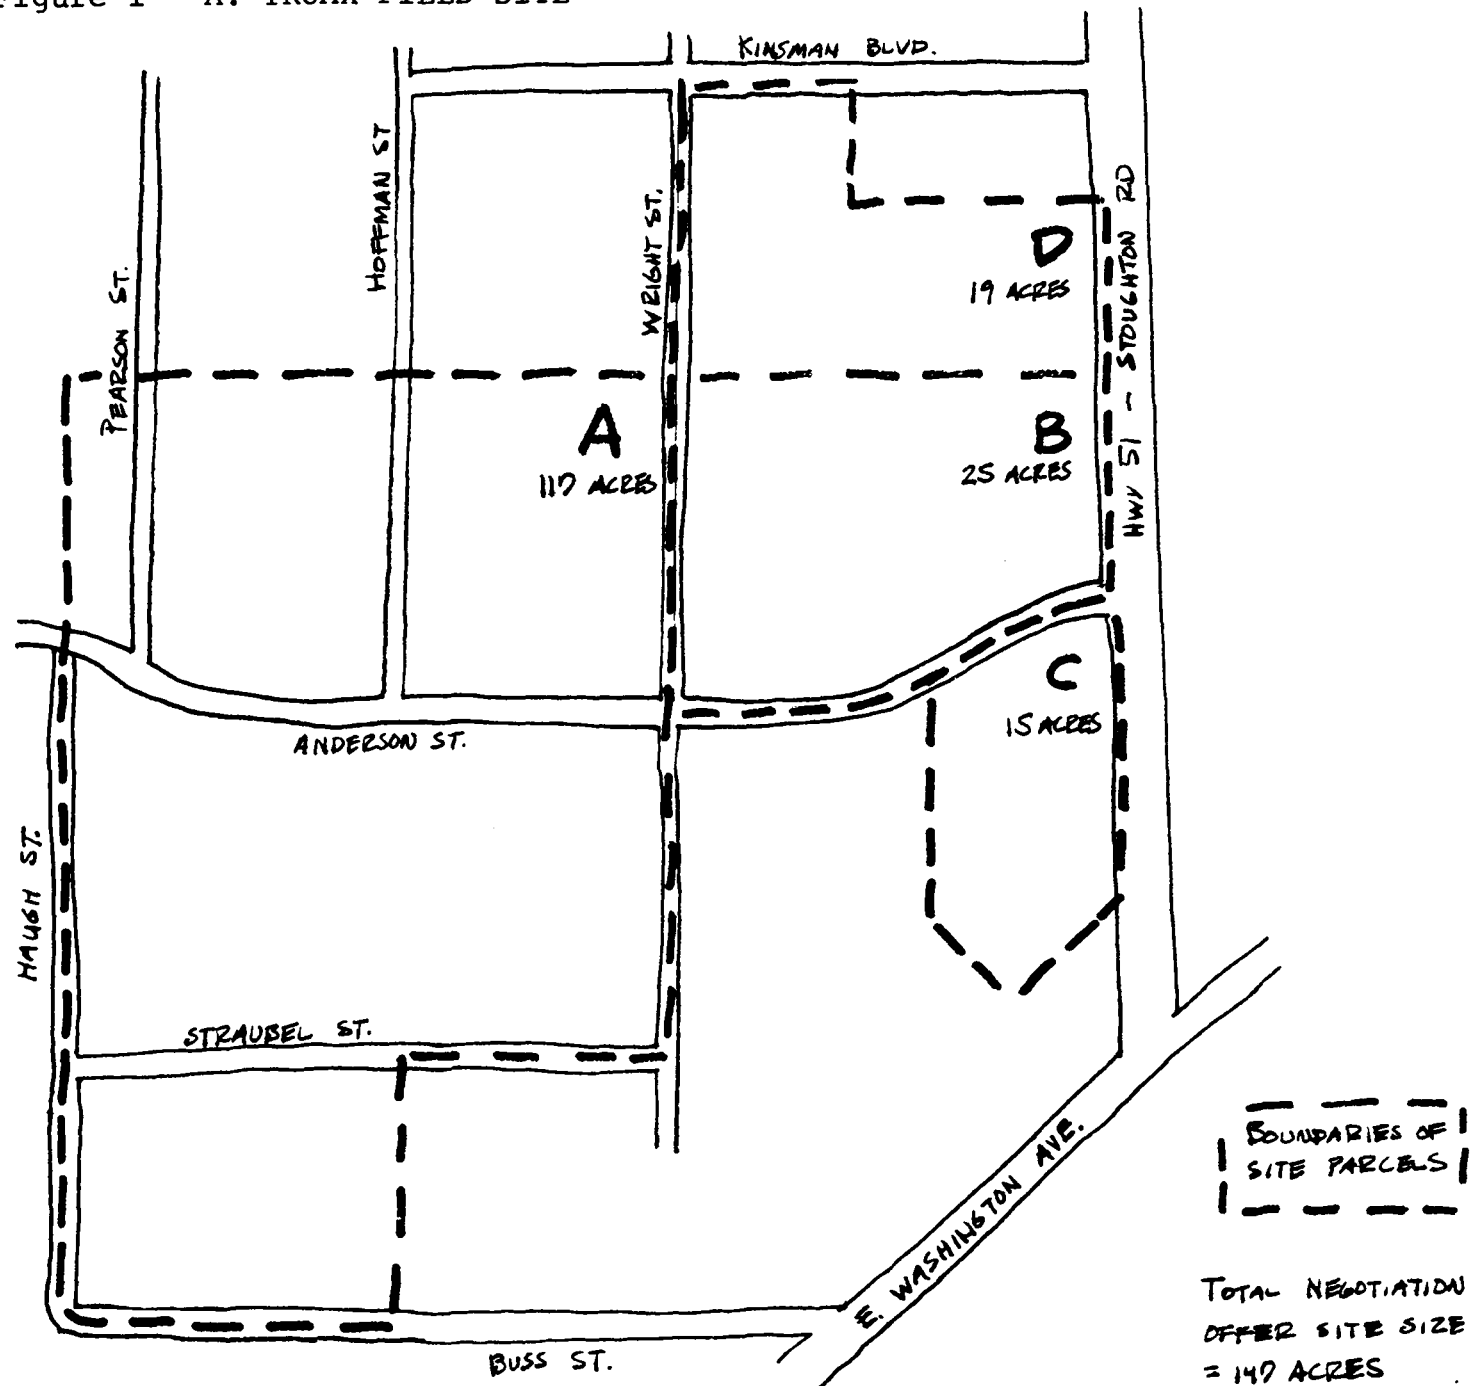 Figure 1 A. TRUAX FIELD SITE
KINSMAN BLVD.
HOFFMAN ST
WRIGHT ST.
PEARSON ST.
HWY 51 - STOUGHTON RD
D
19 ACRES
A
117 ACRES
B
25 ACRES
C
15 ACRES
ANDERSON ST.
HAUGH ST.
STRAUBEL ST.
E. WASHINGTON AVE.
BUSS ST.
BOUNDARIES OF
SITE PARCELS
TOTAL NEGOTIATION
OFFER SITE SIZE
= 147 ACRES